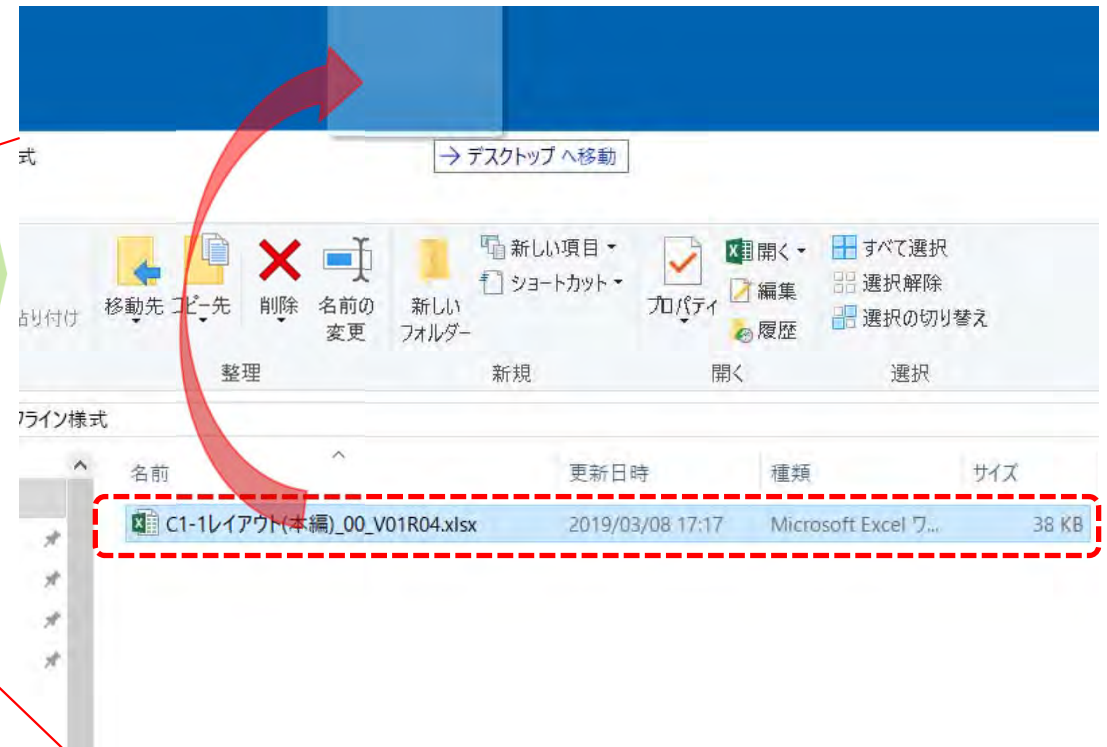 式
→ デスクトップ へ移動
貼り付け
移動先
コピー先
削除
名前の
変更
新しい
フォルダー
新しい項目
ショートカット
プロパティ
開く
編集
履歴
すべて選択
選択解除
選択の切り替え
整理
新規
開く
選択
フライン様式
名前
更新日時
種類
サイズ
C1-1レイアウト(本編)_00_V01R04.xlsx
2019/03/08 17:17
Microsoft Excel ワ...
38 KB